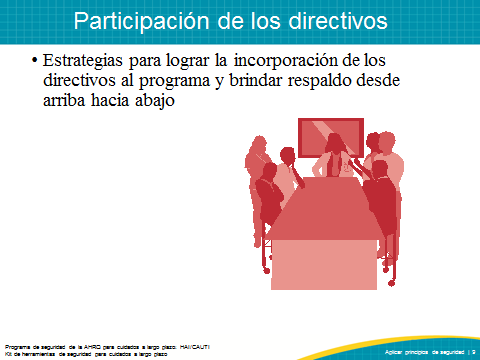 Participación de los directivos
• Estrategias para lograr la incorporación de los
directivos al programa y brindar respaldo desde
arriba hacia abajo
Programa de seguridad de la AHRQ para cuidados a largo plazo: HAI/CAUTI
Kit de herramientas de seguridad para cuidados a largo plazo
Aplicar principios de seguridad | 9